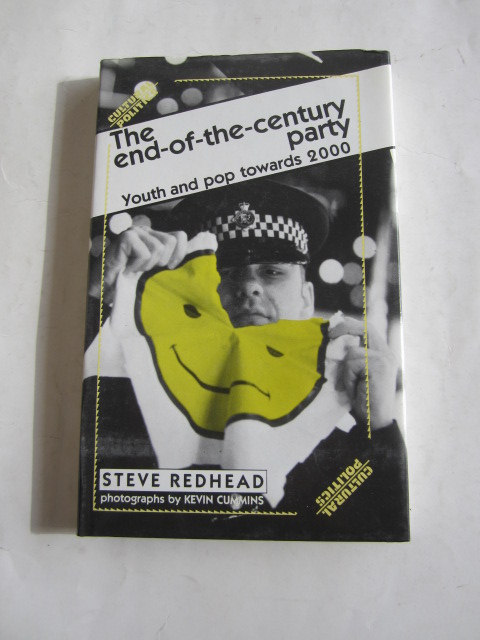 CULTURAL
POLITICS
The
end-of-the-century
party
Youth and pop towards 2000
STEVE REDHEAD
photographs by KEVIN CUMMINS
CULTURAL
POLITICS